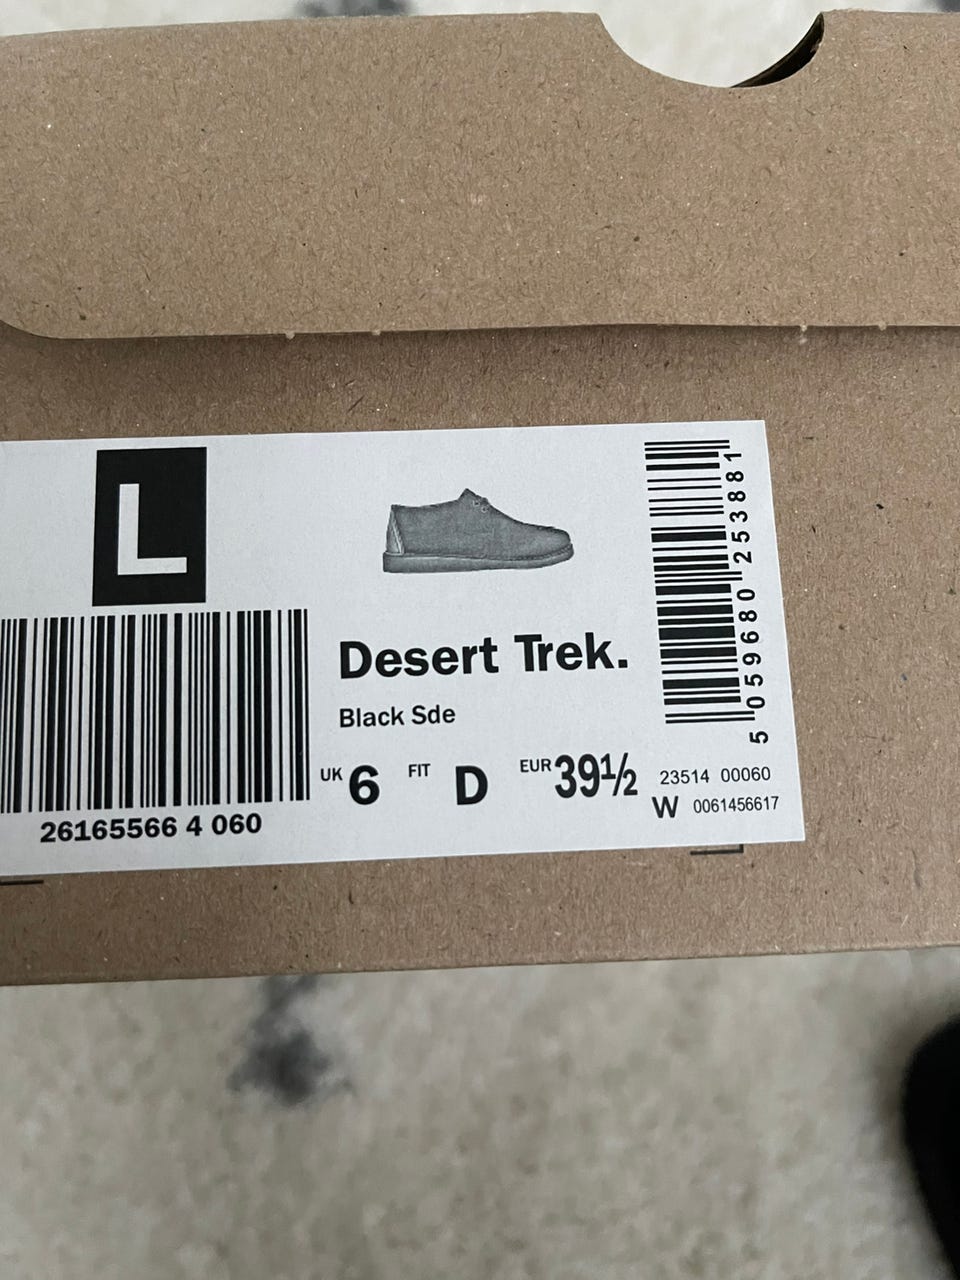 L
26165566 4 060
Desert Trek.
Black Sde
UK 6 FIT D EUR 39½
5 059680 253881
23514 00060
W 0061456617